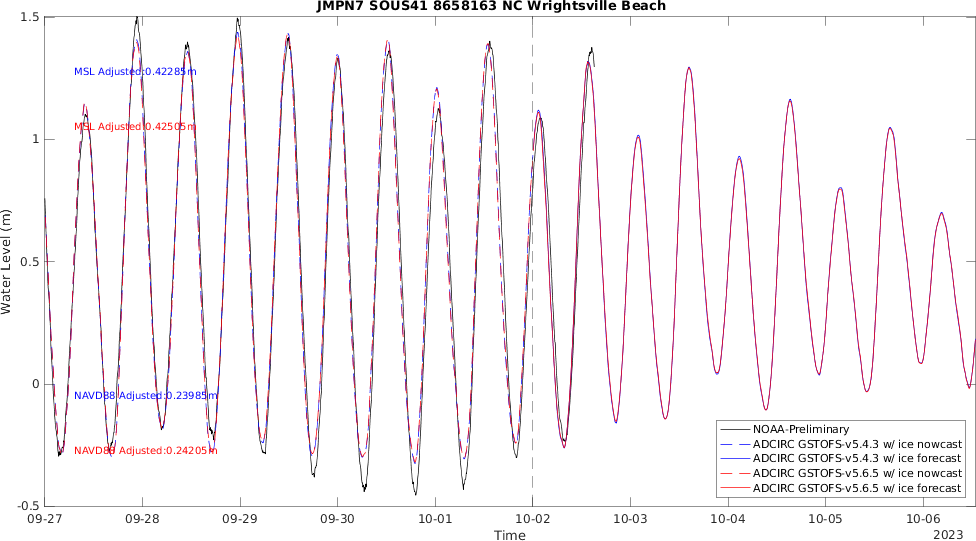 JMPN7 SOUS41 8658163 NC Wrightsville Beach
1.5
MSL Adjusted:0.42285m
MSL Adjusted:0.42505m
1
0.5
Water Level (m)
0
NAVD88 Adjusted:0.23985m
NAVD88 Adjusted:0.24205m
-0.5
NOAA-Preliminary
ADCIRC GSTOFS-v5.4.3 w/ ice nowcast
ADCIRC GSTOFS-v5.4.3 w/ ice forecast
ADCIRC GSTOFS-v5.6.5 w/ ice nowcast
ADCIRC GSTOFS-v5.6.5 w/ ice forecast
09-27 09-28 09-29 09-30 10-01 10-02 10-03 10-04 10-05 10-06
Time
2023